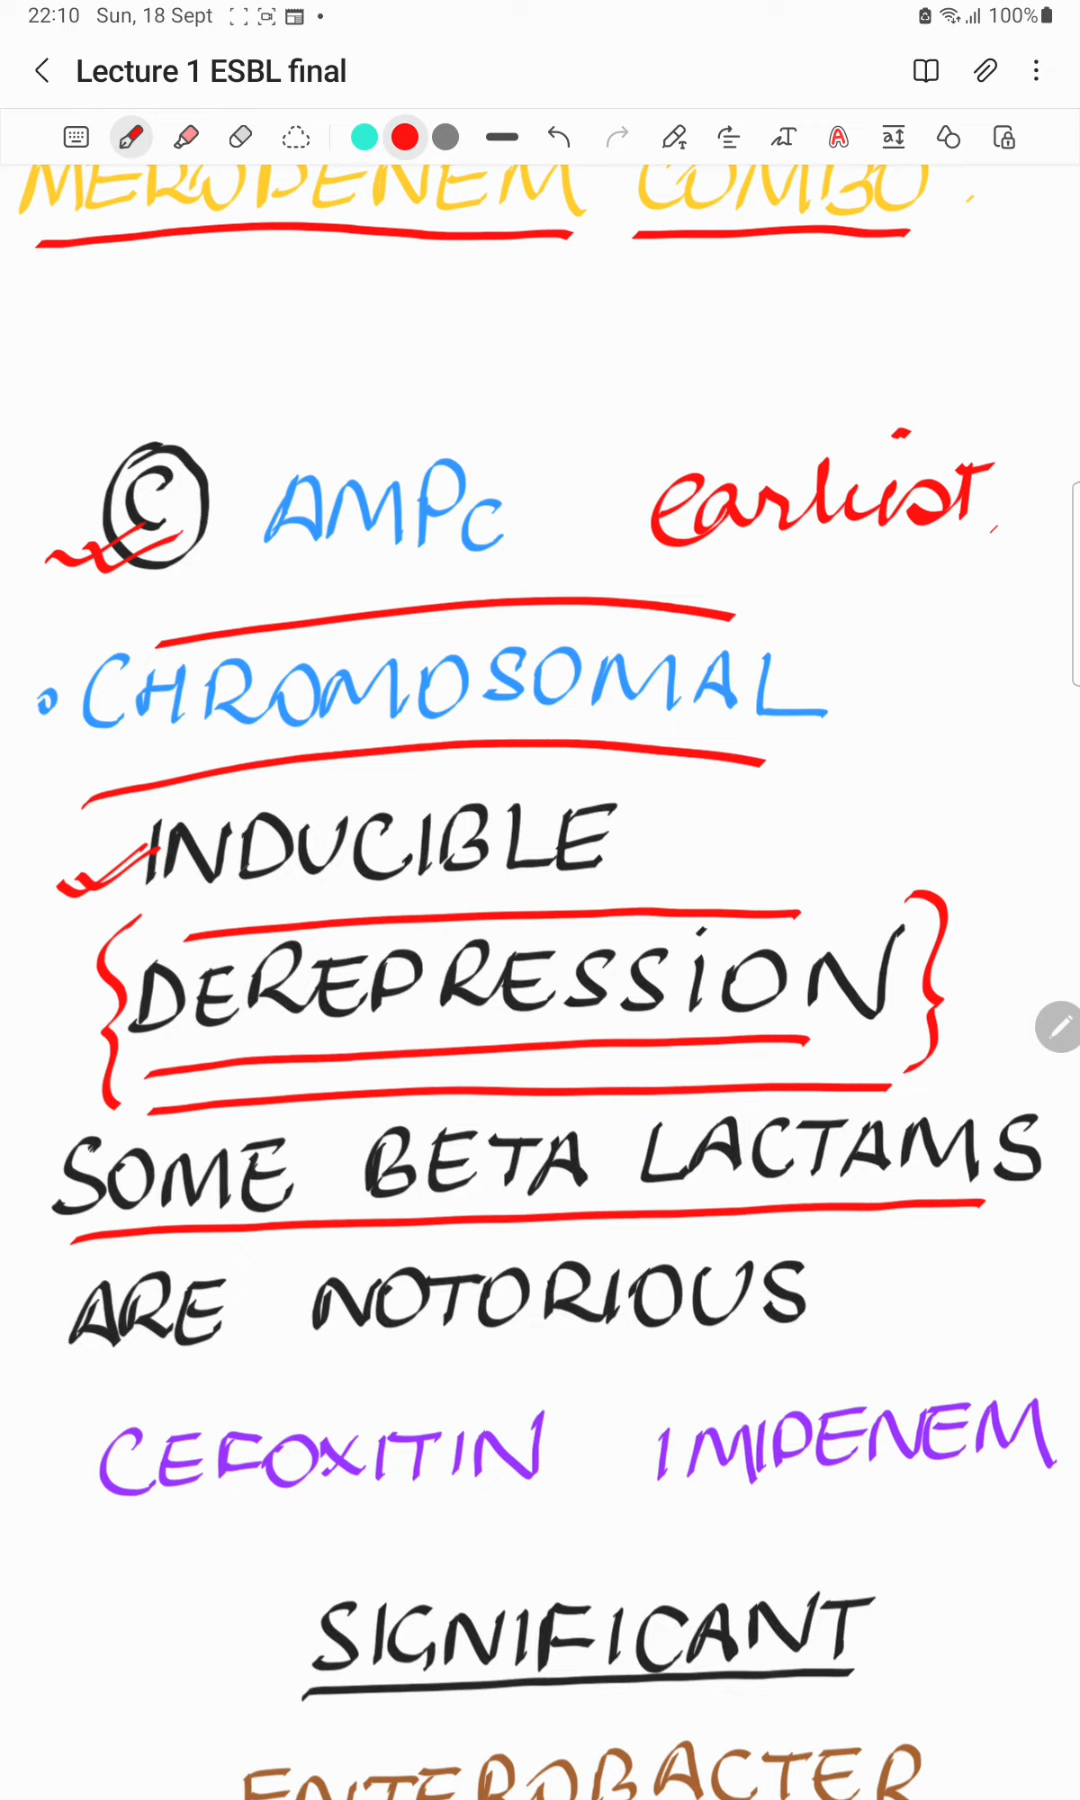 22:10 Sun, 18 Sept 100%
Lecture 1 ESBL final
MEROPENEM COMBO.
C AMPc earliest.
CHROMOSOMAL
INDUCIBLE
{DEREPRESSION}
SOME BETA LACTAMS
ARE NOTORIOUS
CEFOXITIN IMIPENEM
SIGNIFICANT
ENTEROBACTER